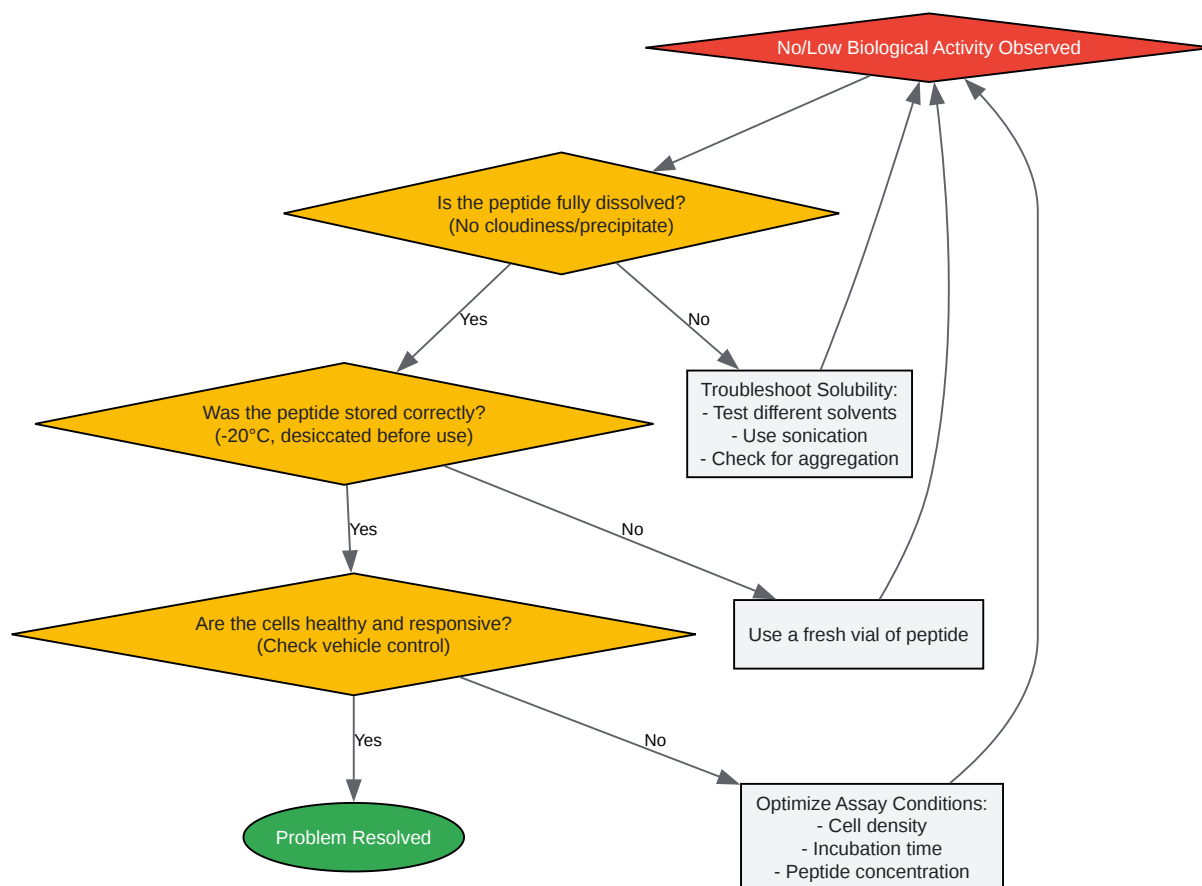 No/Low Biological Activity Observed
Is the peptide fully dissolved?
(No cloudiness/precipitate)
Yes
No
Troubleshoot Solubility:
- Test different solvents
- Use sonication
- Check for aggregation
Was the peptide stored correctly?
(-20°C, desiccated before use)
Yes
No
Use a fresh vial of peptide
Are the cells healthy and responsive?
(Check vehicle control)
Yes
No
Problem Resolved
Optimize Assay Conditions:
- Cell density
- Incubation time
- Peptide concentration